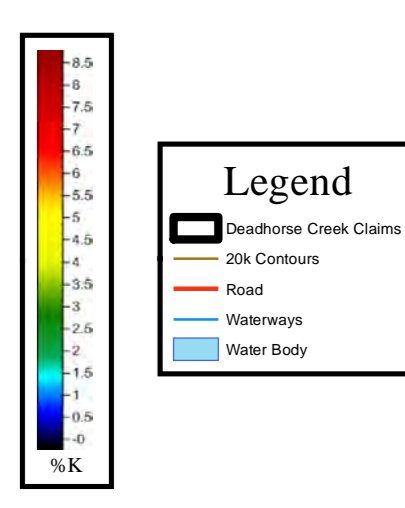 8.5
8
7.5
7
6.5
6
5.5
5
4.5
4
3.5
3
2.5
2
1.5
1
0.5
0
%K
Legend
Deadhorse Creek Claims
20k Contours
Road
Waterways
Water Body